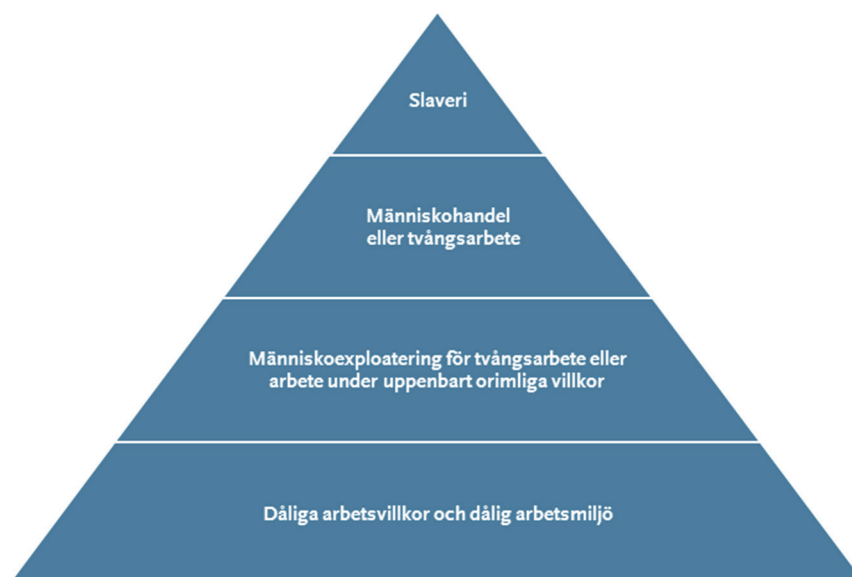 Slaveri
Människohandel
eller tvångsarbete
Människoexploatering för tvångsarbete eller
arbete under uppenbart orimliga villkor
Dåliga arbetsvillkor och dålig arbetsmiljö